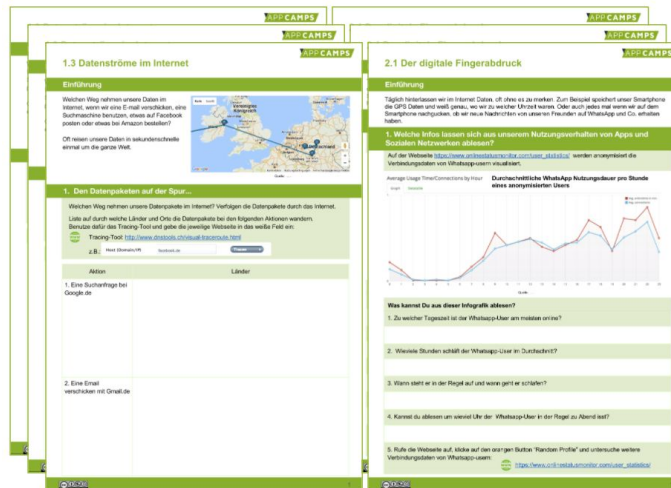 APPCAMPS
APPCAMPS
APPCAMPS
1.3 Datenströme im Internet
Einführung
Welchen Weg nehmen unsere Daten im
Internet, wenn wir eine E-mail verschicken, eine
Suchmaschine benutzen, etwas auf Facebook
posten oder etwas bei Amazon bestellen?
Oft reisen unsere Daten in sekundenschnelle
einmal um die ganze Welt.
Vereinigtes
Königreich
1. Den Datenpaketen auf der Spur...
Welchen Weg nehmen unsere Datenpakete im Internet? Verfolgen die Datenpakete durch das Internet.
Liste auf durch welche Länder und Orte die Datenpakete bei den folgenden Aktionen wandern.
Benutze dafür das Tracing-Tool und gebe die jeweilige Webseite in das weiße Feld ein:
Tracing-Tool: http://www.dnstools.ch/visual-traceroute.html
z.B. Host (Domain/IP) facebook.de
Aktion Länder
1. Eine Suchanfrage bei
Google.de
2. Eine Email
verschicken mit Gmail.de
APPCAMPS
APPCAMPS
APPCAMPS
2.1 Der digitale Fingerabdruck
Einführung
Täglich hinterlassen wir im Internet Daten, oft ohne es zu merken. Zum Beispiel speichert unser Smartphone
die GPS Daten und weiß genau, wo wir zu welcher Uhrzeit waren. Oder auch jedes mal wenn wir auf dem
Smartphone nachgucken, ob wir neue Nachrichten von unseren Freunden auf WhatsApp und Co. erhalten
haben.
1. Welche Infos lassen sich aus unserem Nutzungsverhalten von Apps und
Sozialen Netzwerken ablesen?
Auf der Webseite https://www.onlinestatusmonitor.com/user_statistics/ werden anonymisiert die
Verbindungsdaten von Whatsapp-usern visualisiert.
Average Usage Time/Connections by Hour
Durchschnittliche WhatsApp Nutzungsdauer pro Stunde
eines anonymisierten Users
Was kannst Du aus dieser Infografik ablesen?
1. Zu welcher Tageszeit ist der Whatsapp-User am meisten online?
2. Wieviele Stunden schläft der Whatsapp-User im Durchschnitt?
3. Wann steht er in der Regel auf und wann geht er schlafen?
4. Kannst du ablesen um wieviel Uhr der Whatsapp-User in der Regel zu Abend isst?
5. Rufe die Webseite auf, klicke auf den orangen Button "Random Profile" und untersuche weitere
Verbindungsdaten von Whatsapp-usern:
https://www.onlinestatusmonitor.com/user_statistics/